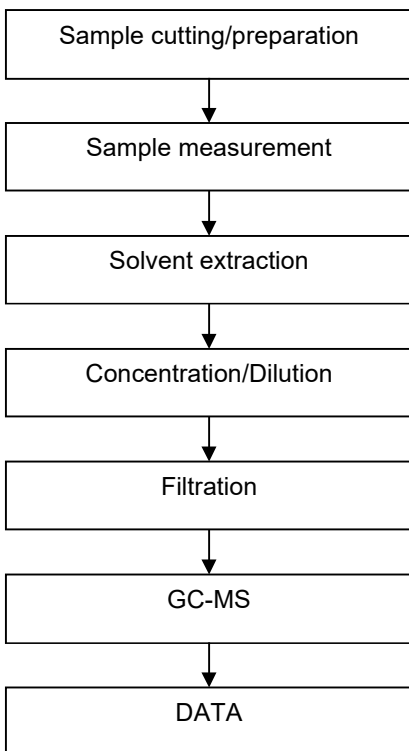 Sample cutting/preparation
Sample measurement
Solvent extraction
Concentration/Dilution
Filtration
GC-MS
DATA